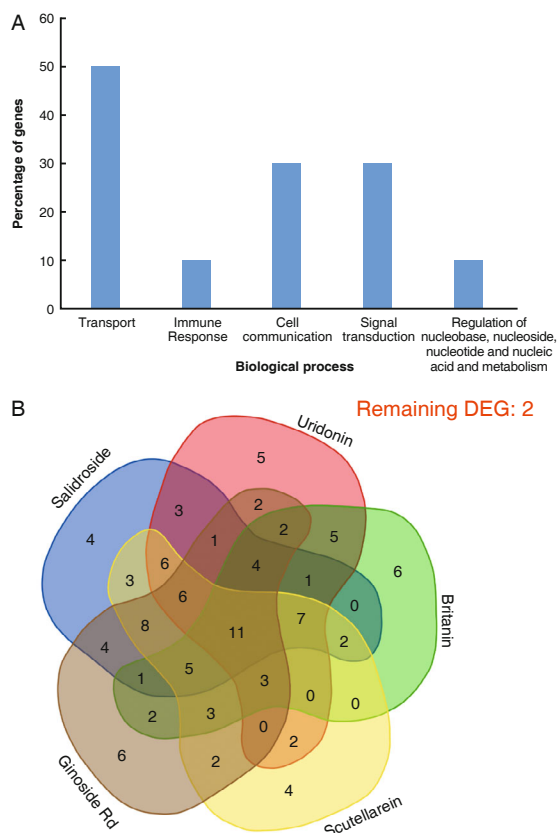 A
60
50
40
30
20
10
0
Percentage of genes
Transport
Immune
Response
Cell
communication
Signal
transduction
Regulation of
nucleobase, nucleoside,
nucleotide and nucleic
acid and metabolism
Biological process
B
Remaining DEG: 2
Uridonin
Salidroside
Britanin
Ginoside Rd
Scutellarein
5
2
3
2
5
4
1
6
4
1
6
3
6
0
8
11
7
2
4
5
1
3
0
0
2
3
0
2
6
2
4